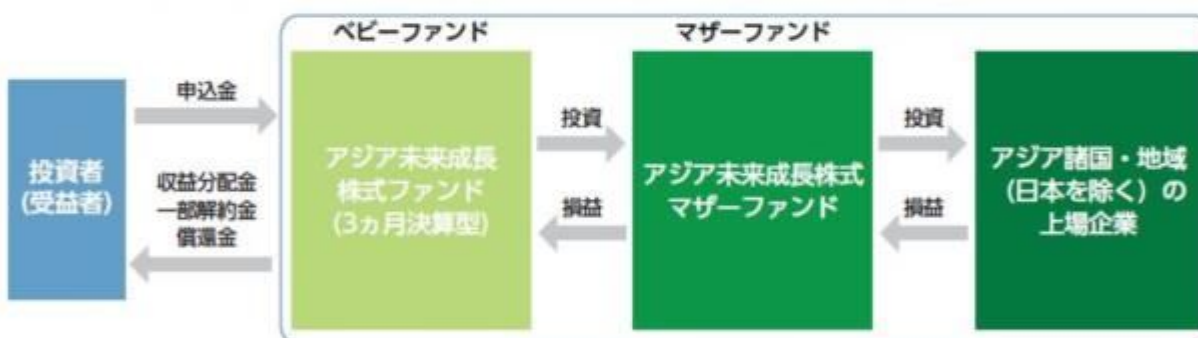 ベビーファンド
マザーファンド
投資者
(受益者)
申込金
収益分配金
一部解約金
償還金
アジア未来成長
株式ファンド
(3ヵ月決算型)
投資
損益
アジア未来成長株式
マザーファンド
投資
損益
アジア諸国・地域
(日本を除く)の
上場企業